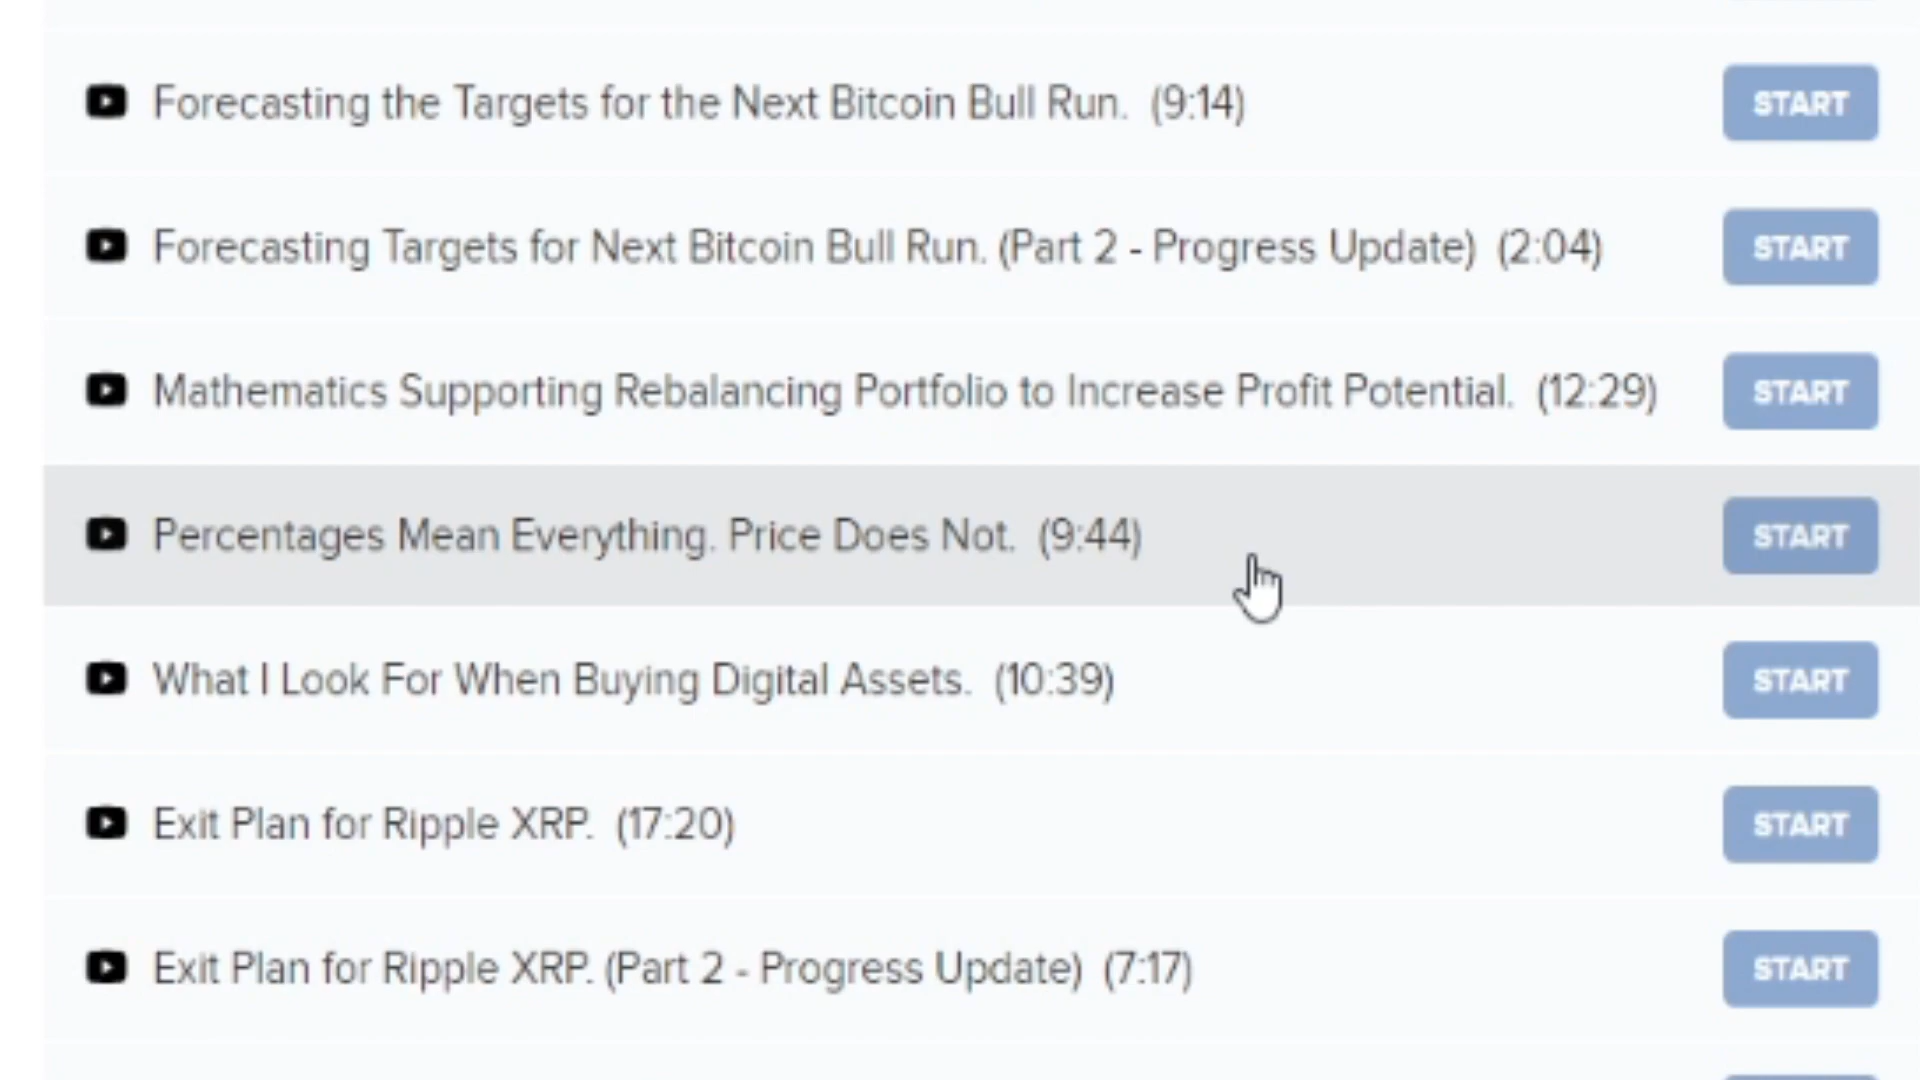 Forecasting the Targets for the Next Bitcoin Bull Run. (9:14) START
Forecasting Targets for Next Bitcoin Bull Run. (Part 2 - Progress Update) (2:04) START
Mathematics Supporting Rebalancing Portfolio to Increase Profit Potential. (12:29) START
Percentages Mean Everything. Price Does Not. (9:44) START
What I Look For When Buying Digital Assets. (10:39) START
Exit Plan for Ripple XRP. (17:20) START
Exit Plan for Ripple XRP. (Part 2 - Progress Update) (7:17) START